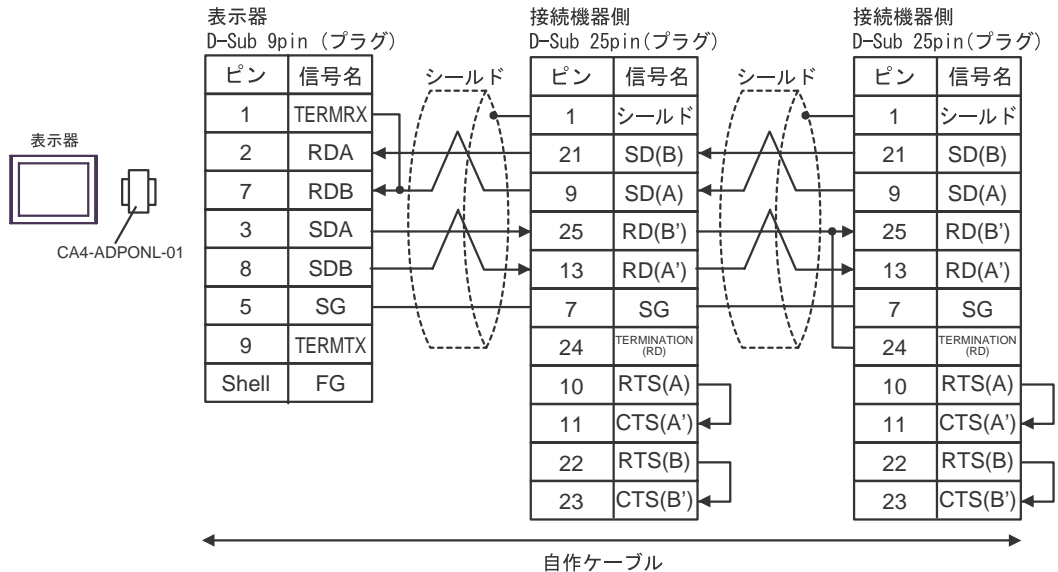 表示器
D-Sub 9pin (プラグ)
ピン 信号名
1 TERMRX
2 RDA
7 RDB
3 SDA
8 SDB
5 SG
9 TERMTX
Shell FG
表示器
CA4-ADPONL-01
シールド
接続機器側
D-Sub 25pin(プラグ)
ピン 信号名
1 シールド
21 SD(B)
9 SD(A)
25 RD(B')
13 RD(A')
7 SG
24 TERMINATION
(RD)
10 RTS(A)
11 CTS(A')
22 RTS(B)
23 CTS(B')
シールド
接続機器側
D-Sub 25pin(プラグ)
ピン 信号名
1 シールド
21 SD(B)
9 SD(A)
25 RD(B')
13 RD(A')
7 SG
24 TERMINATION
(RD)
10 RTS(A)
11 CTS(A')
22 RTS(B)
23 CTS(B')
自作ケーブル